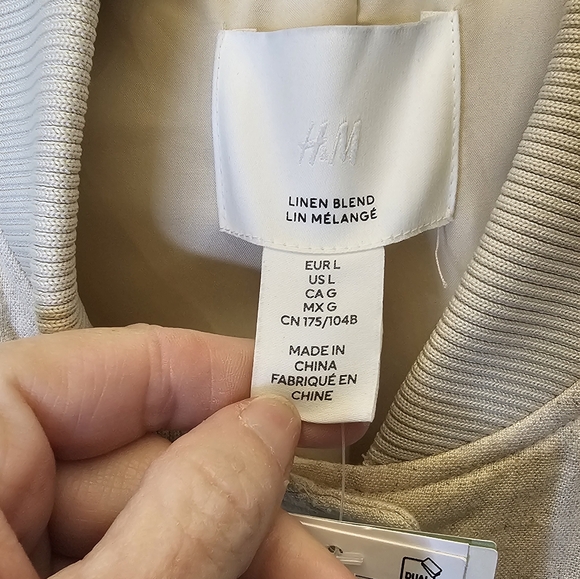 H&M
LINEN BLEND
LIN MÉLANGÉ
EUR L
US L
CA G
MX G
CN 175/104B
MADE IN
CHINA
FABRIQUÉ EN
CHINE